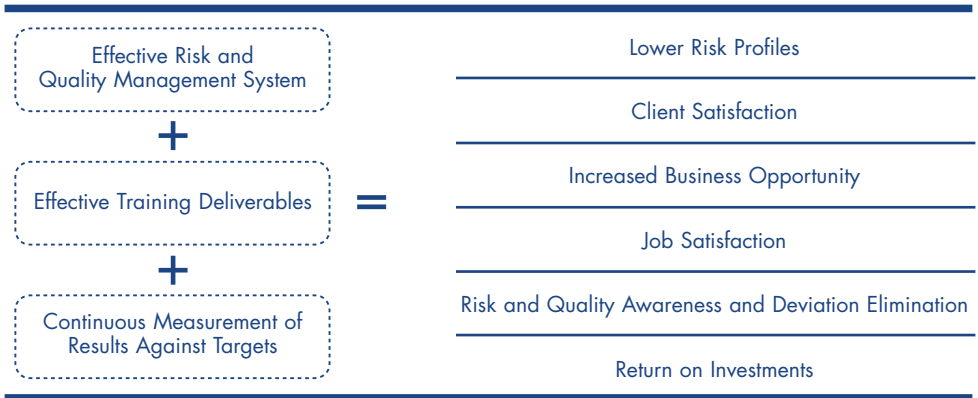 Effective Risk and
Quality Management System
+
Effective Training Deliverables
+
Continuous Measurement of
Results Against Targets
=
Lower Risk Profiles
Client Satisfaction
Increased Business Opportunity
Job Satisfaction
Risk and Quality Awareness and Deviation Elimination
Return on Investments